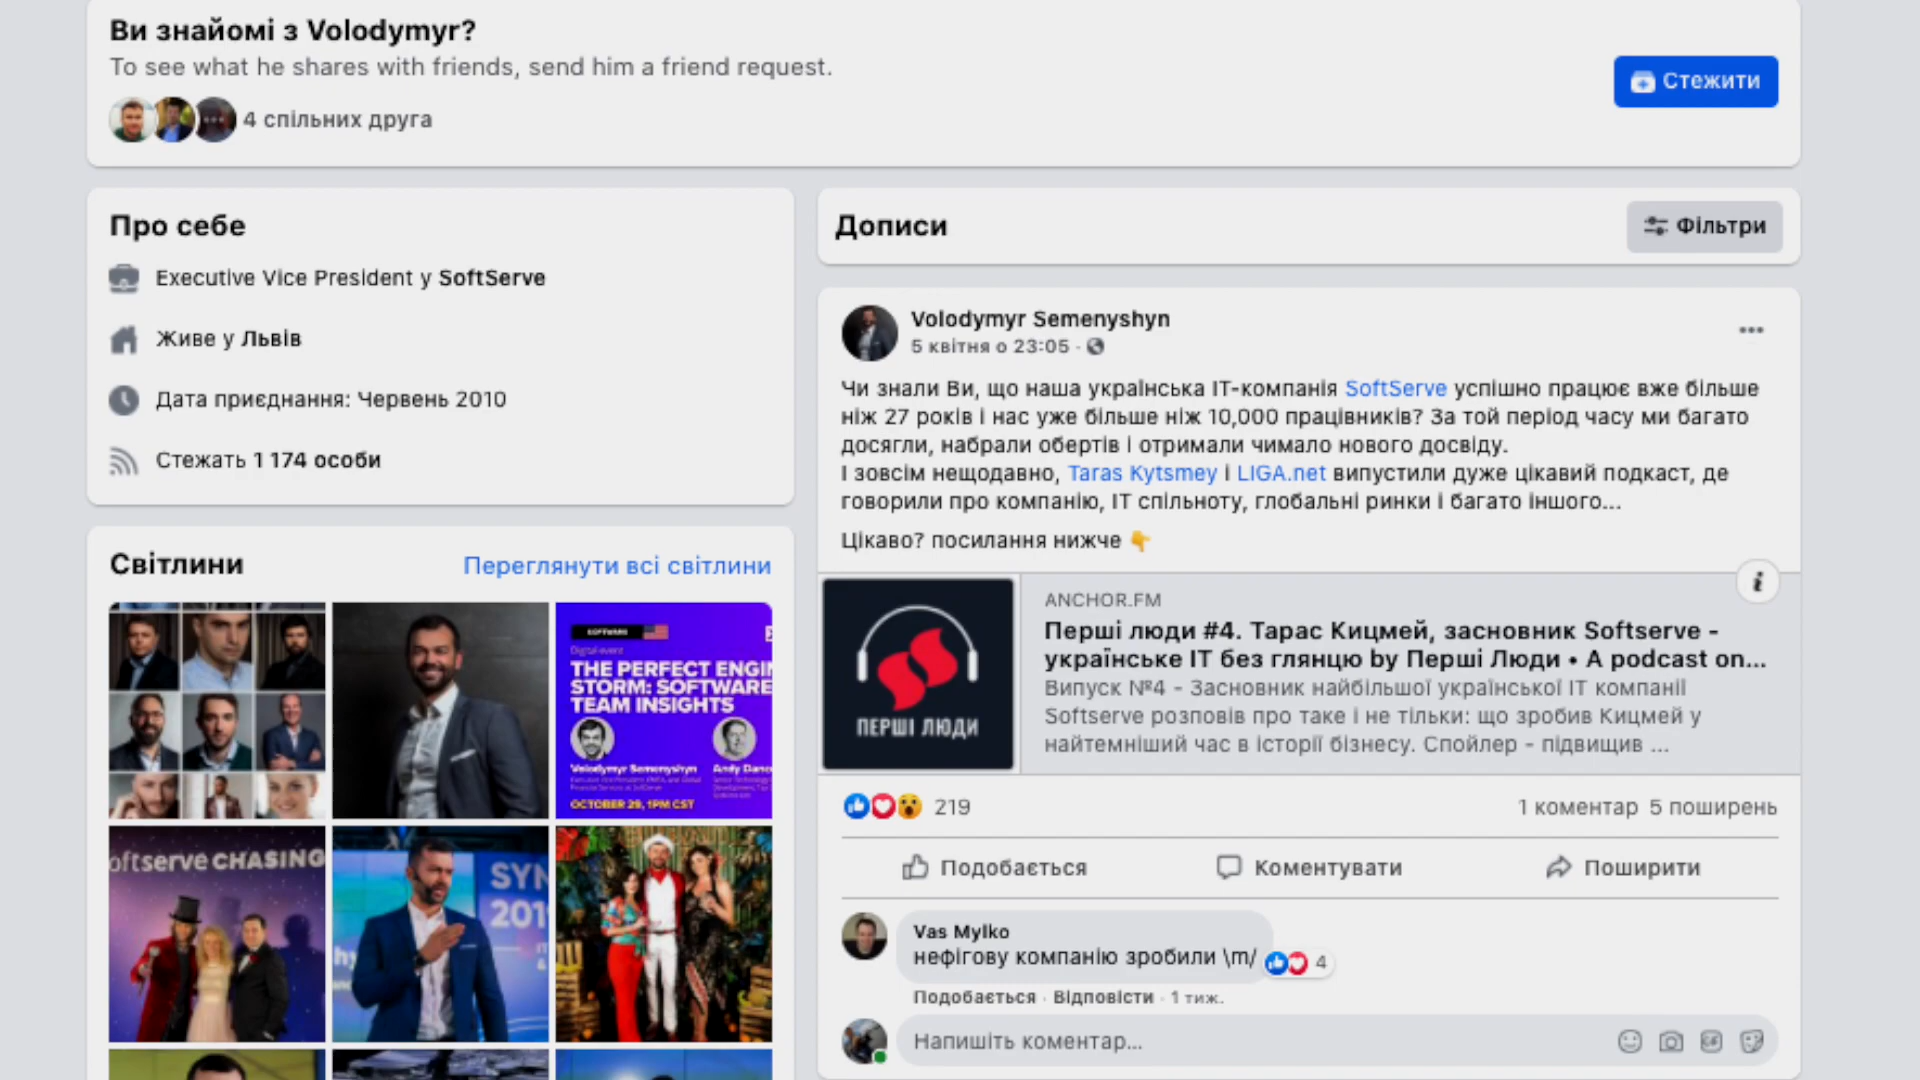 Ви знайомі з Volodymyr?
To see what he shares with friends, send him a friend request.
4 спільних друга
Стежити
Про себе
Executive Vice President у SoftServe
Живе у Львів
Дата приєднання: Червень 2010
Стежать 1 174 особи
Світлини
Переглянути всі світлини
SOFTSERVE
Digital event
THE PERFECT ENGIN
STORM: SOFTWARE
TEAM INSIGHTS
Volodymyr Semenyshyn
Andy Danc
OCTOBER 29, 1PM CST
oftserve CHASING
SYN
201
Дописи
Фільтри
Volodymyr Semenyshyn
5 квітня о 23:05 ·
Чи знали Ви, що наша українська ІТ-компанія SoftServe успішно працює вже більше
ніж 27 років і нас уже більше ніж 10,000 працівників? За той період часу ми багато
досягли, набрали обертів і отримали чимало нового досвіду.
І зовсім нещодавно, Taras Kytsmey і LIGA.net випустили дуже цікавий подкаст, де
говорили про компанію, ІТ спільноту, глобальні ринки і багато іншого...
Цікаво? посилання нижче 👇
ПЕРШІ ЛЮДИ
ANCHOR.FM
Перші люди #4. Тарас Кицмей, засновник Softserve -
українське ІТ без глянцю by Перші Люди • A podcast on...
Випуск №4 - Засновник найбільшої української ІТ компанії
Softserve розповів про таке і не тільки: що зробив Кицмей у
найтемніший час в історії бізнесу. Спойлер - підвищив ...
219
1 коментар 5 поширень
Подобається
Коментувати
Поширити
Vas Mylko
нефігову компанію зробили \m/
4
Подобається · Відповісти · 1 тиж.
Напишіть коментар...